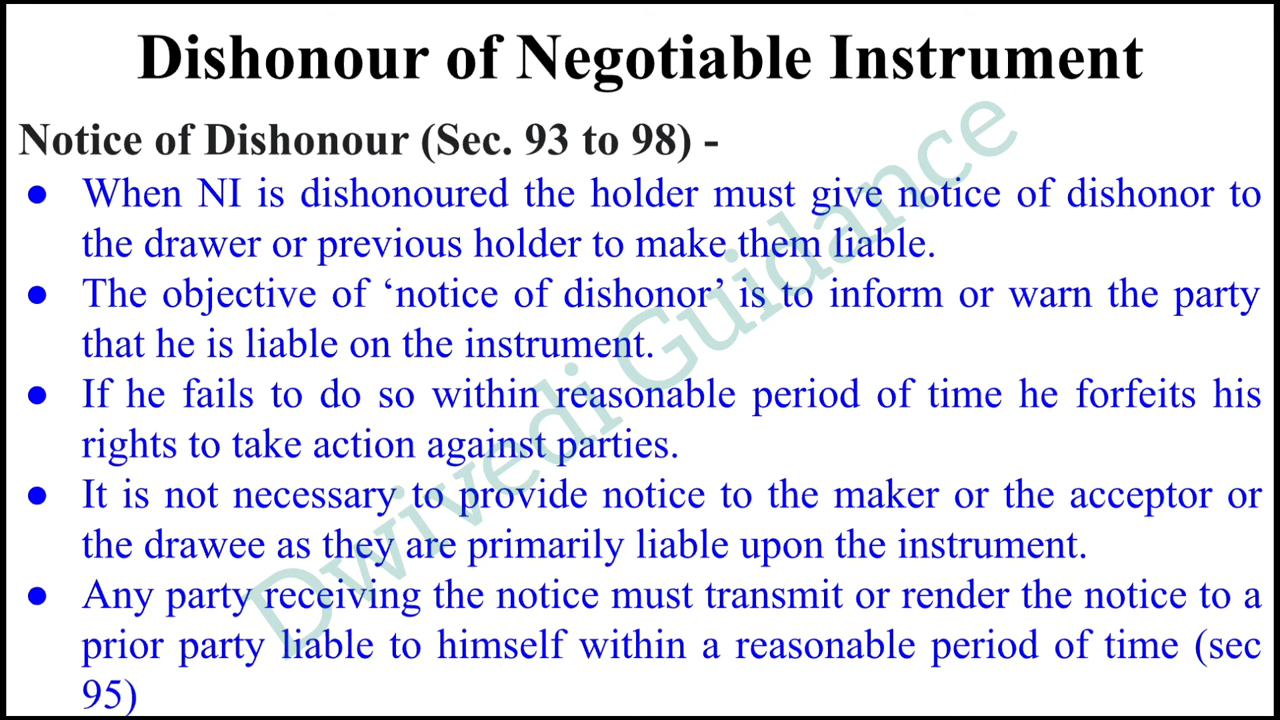 Dishonour of Negotiable Instrument
Notice of Dishonour (Sec. 93 to 98) -
● When NI is dishonoured the holder must give notice of dishonor to
the drawer or previous holder to make them liable.
● The objective of ‘notice of dishonor’ is to inform or warn the party
that he is liable on the instrument.
● If he fails to do so within reasonable period of time he forfeits his
rights to take action against parties.
● It is not necessary to provide notice to the maker or the acceptor or
the drawee as they are primarily liable upon the instrument.
● Any party receiving the notice must transmit or render the notice to a
prior party liable to himself within a reasonable period of time (sec
95)
Dwivedi Guidance